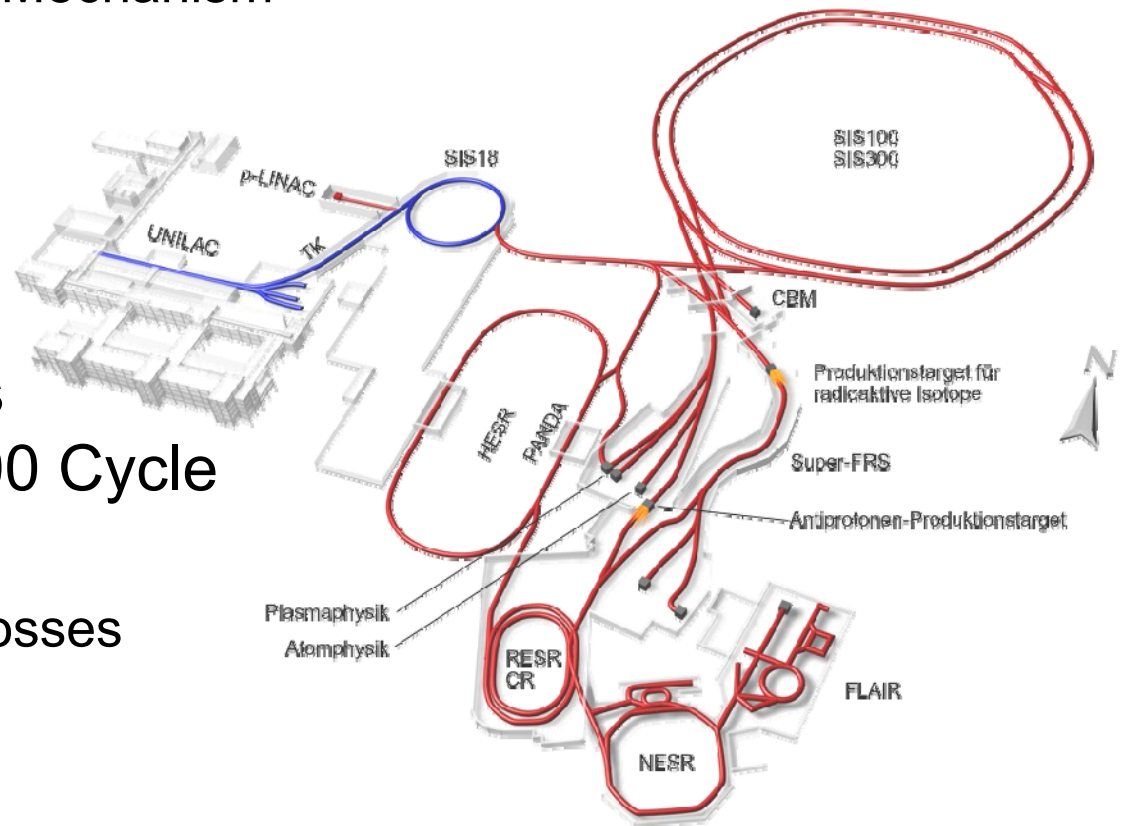 SIS100
SIS300
SIS18
p-LINAC
UNILAC
TK
CBM
Produktionstarget für
radioaktive Isotope
N
HESR
PANDA
s
00 Cycle
Super-FRS
Antiprotonen-Produktionstarget
Plasmaphysik
osses
Atomphysik
RESR
CR
FLAIR
NESR